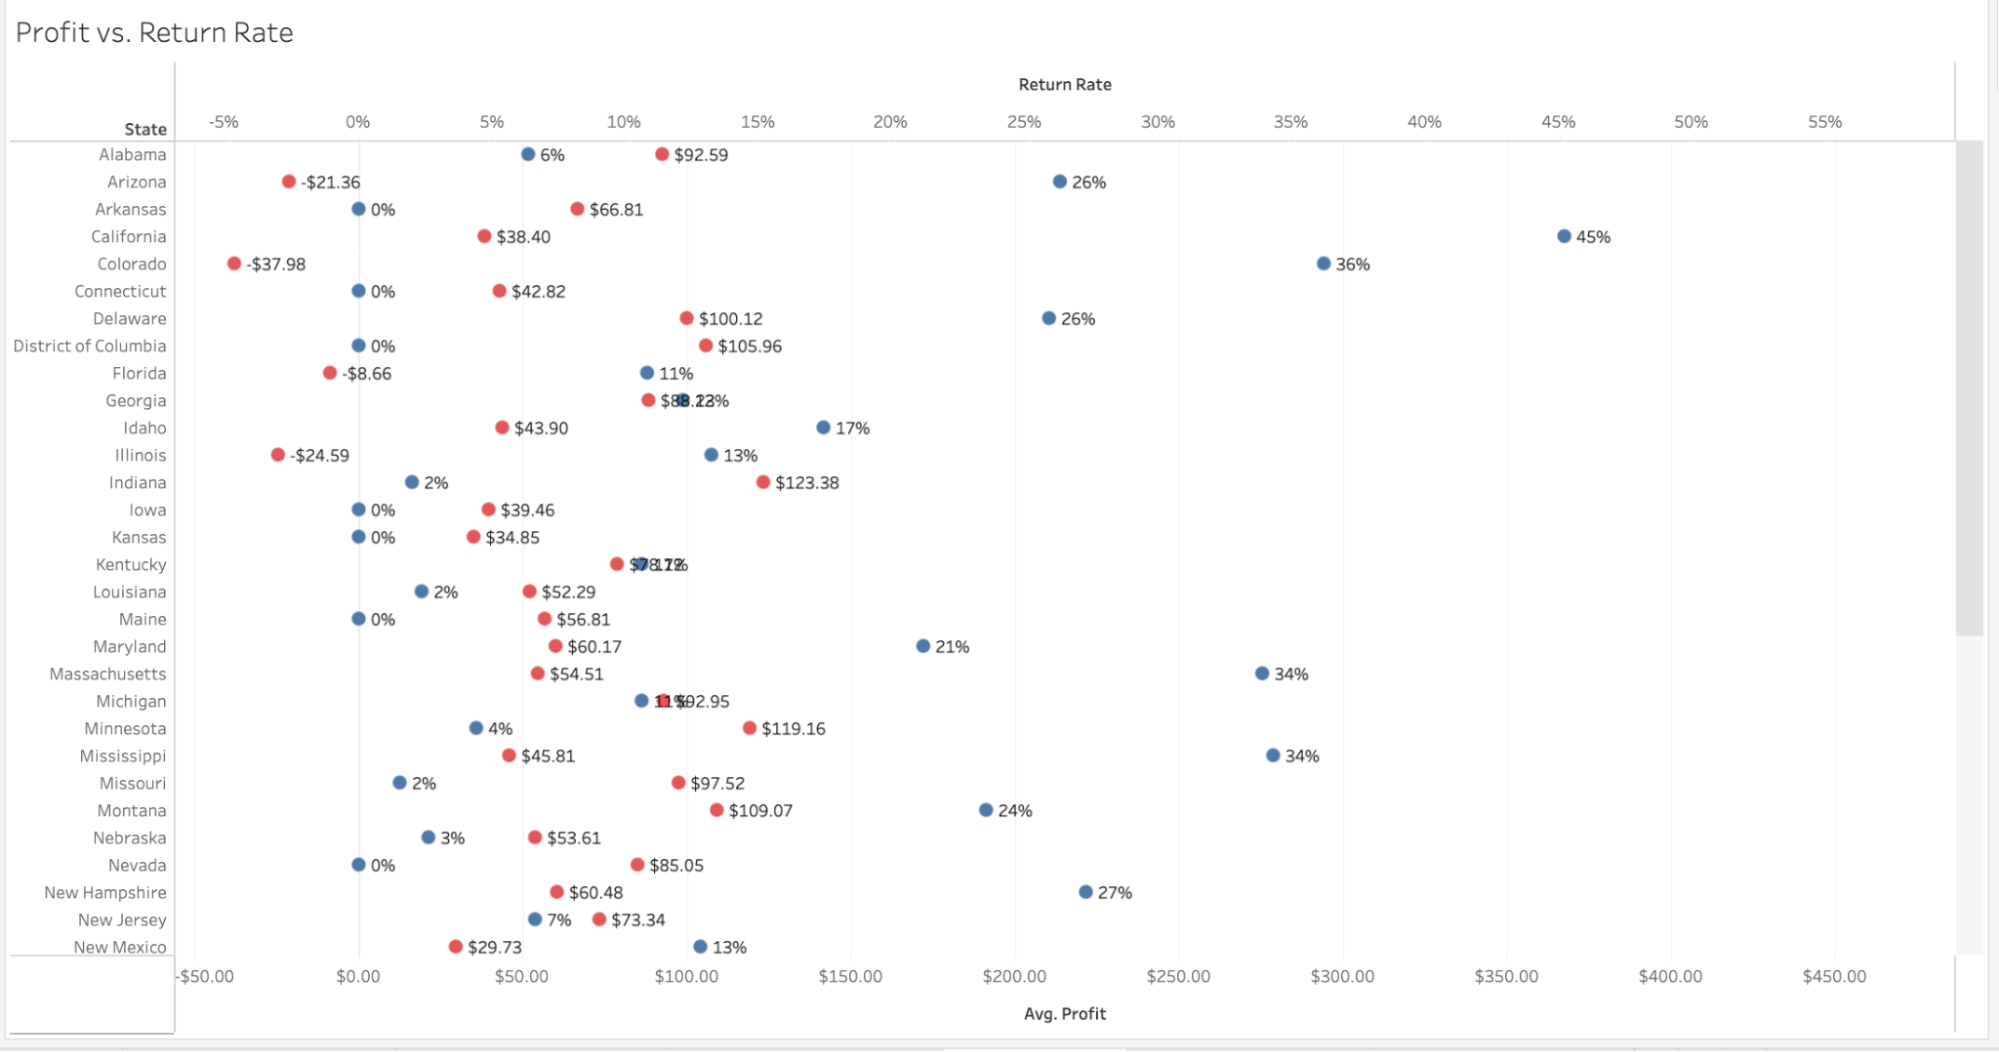 Profit vs. Return Rate
Return Rate
State -5% 0% 5% 10% 15% 20% 25% 30% 35% 40% 45% 50% 55%
Alabama 6% $92.59
Arizona -$21.36 26%
Arkansas 0% $66.81
California $38.40 45%
Colorado -$37.98 36%
Connecticut 0% $42.82
Delaware $100.12 26%
District of Columbia 0% $105.96
Florida -$8.66 11%
Georgia
Idaho $43.90 17%
Illinois -$24.59 13%
Indiana 2% $123.38
Iowa 0% $39.46
Kansas 0% $34.85
Kentucky
Louisiana 2% $52.29
Maine 0% $56.81
Maryland $60.17 21%
Massachusetts $54.51 34%
Michigan 11% $92.95
Minnesota 4% $119.16
Mississippi $45.81 34%
Missouri 2% $97.52
Montana $109.07 24%
Nebraska 3% $53.61
Nevada 0% $85.05
New Hampshire $60.48 27%
New Jersey 7% $73.34
New Mexico $29.73 13%
-$50.00 $0.00 $50.00 $100.00 $150.00 $200.00 $250.00 $300.00 $350.00 $400.00 $450.00
Avg. Profit